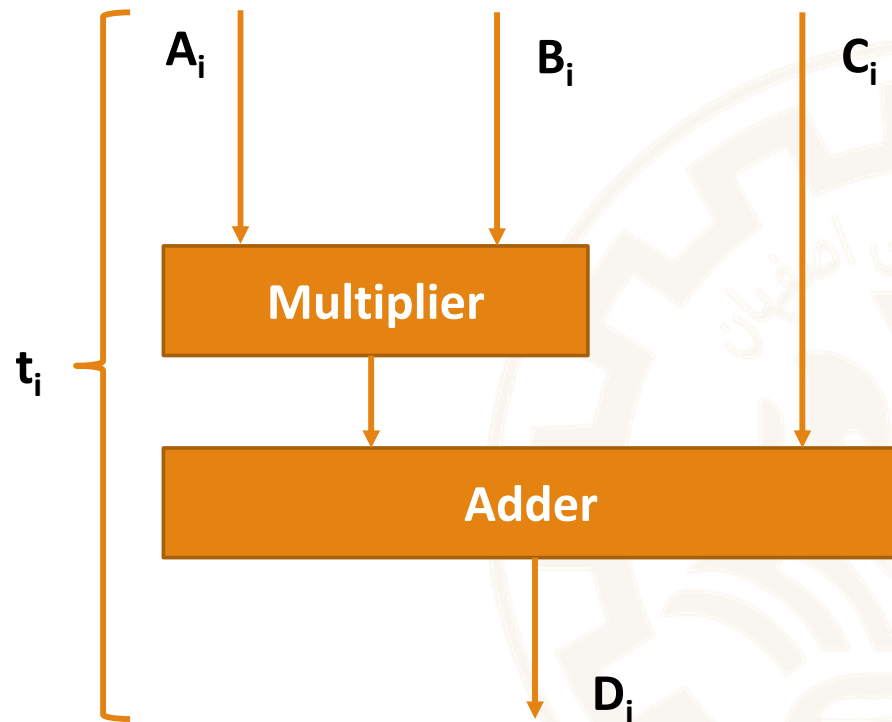 Aᵢ
Bᵢ
Cᵢ
Multiplier
tᵢ
Adder
Dᵢ